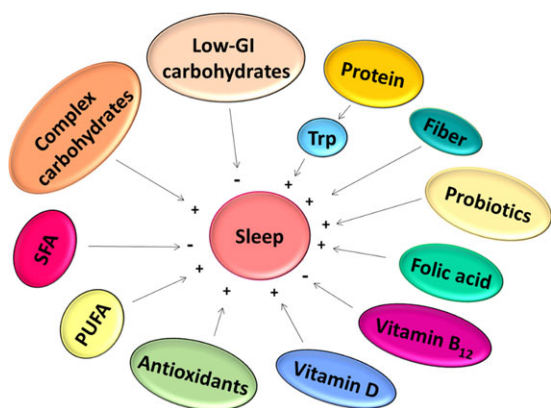 Low-GI
carbohydrates
Protein
Complex
carbohydrates
Trp
Fiber
Probiotics
SFA
Sleep
Folic acid
PUFA
Vitamin B12
Antioxidants
Vitamin D
-
+
+
+
+
+
-
+
+
-
+
+